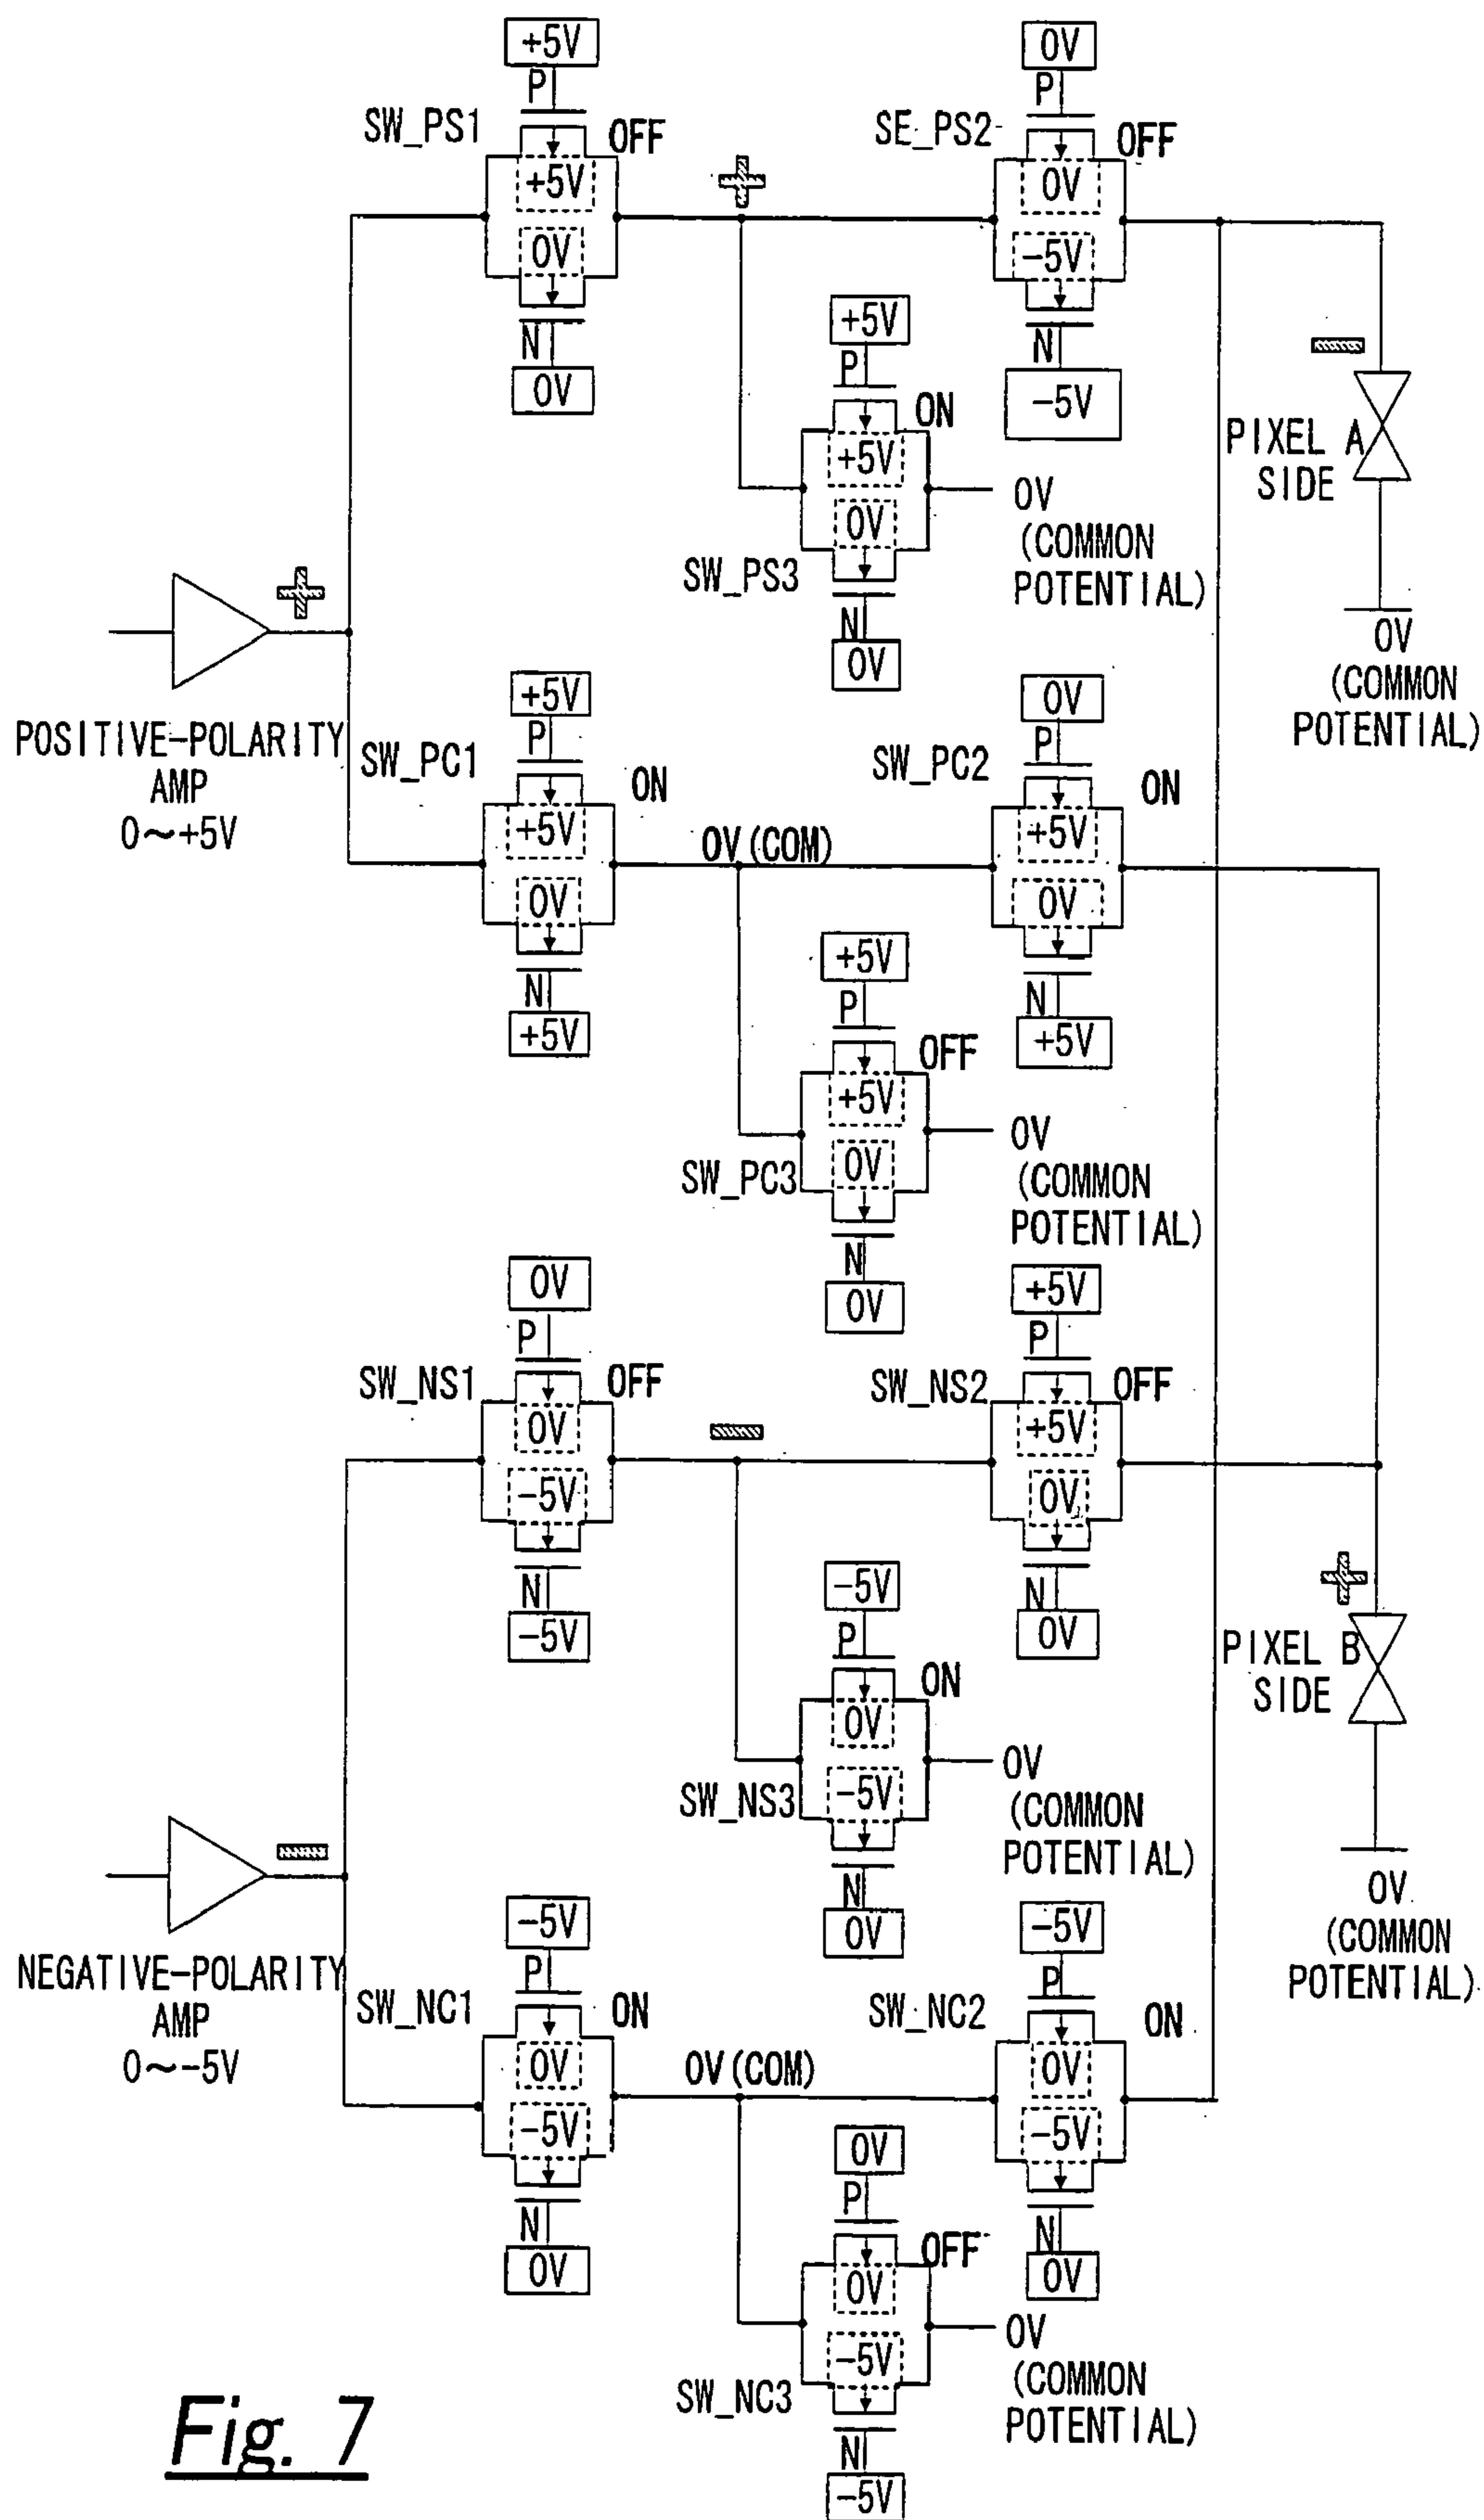 +5V
P
SW_PS1
OFF
+5V
0V
N
0V
0V
P
SE_PS2
OFF
0V
-5V
N
-5V
+5V
P
ON
+5V
0V
SW_PS3
N
0V
0V
(COMMON
POTENTIAL)
PIXEL A
SIDE
0V
(COMMON
POTENTIAL)
POSITIVE-POLARITY
AMP
0~+5V
+5V
P
SW_PC1
ON
+5V
0V
N
+5V
0V(COM)
0V
P
SW_PC2
ON
+5V
0V
N
+5V
+5V
P
OFF
+5V
0V
SW_PC3
N
0V
0V
(COMMON
POTENTIAL)
0V
P
SW_NS1
OFF
0V
-5V
N
-5V
+5V
P
SW_NS2
OFF
+5V
0V
N
0V
-5V
P
ON
0V
-5V
SW_NS3
N
0V
0V
(COMMON
POTENTIAL)
PIXEL B
SIDE
0V
(COMMON
POTENTIAL)
NEGATIVE-POLARITY
AMP
0~-5V
-5V
P
SW_NC1
ON
0V
-5V
N
0V
0V(COM)
-5V
P
SW_NC2
ON
0V
-5V
N
0V
0V
P
OFF
0V
-5V
SW_NC3
N
-5V
0V
(COMMON
POTENTIAL)
Fig. 7